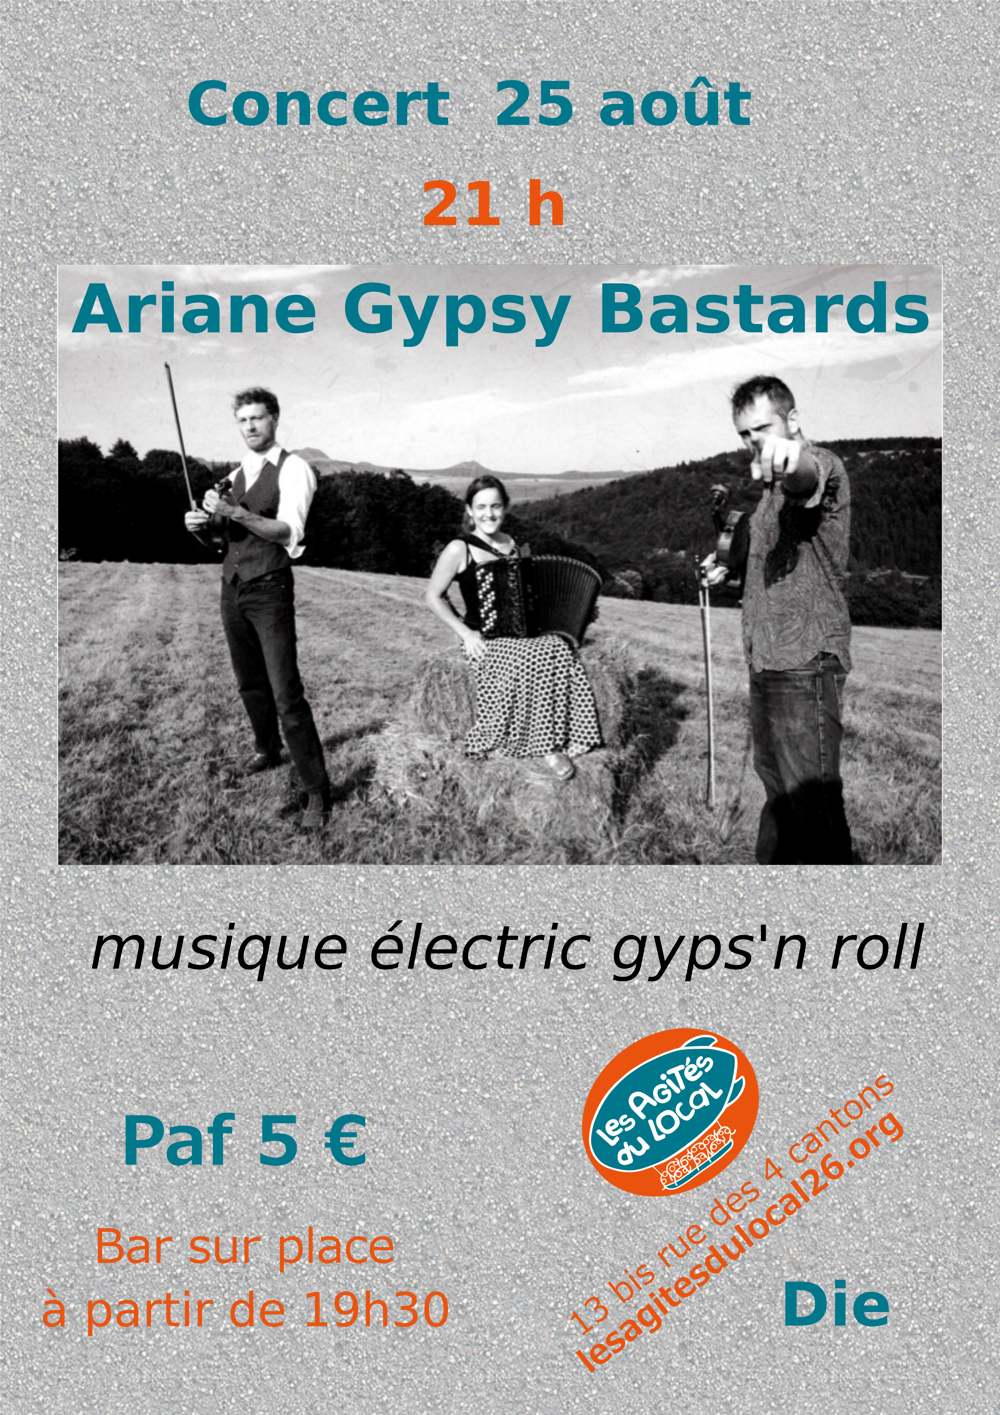 Concert 25 août
21 h
Ariane Gypsy Bastards
musique électric gyps'n roll
Les AGiTés
du LOCAL
Paf 5 €
13 bis rue des 4 cantons
lesagitesdulocal26.org
Bar sur place
à partir de 19h30
Die